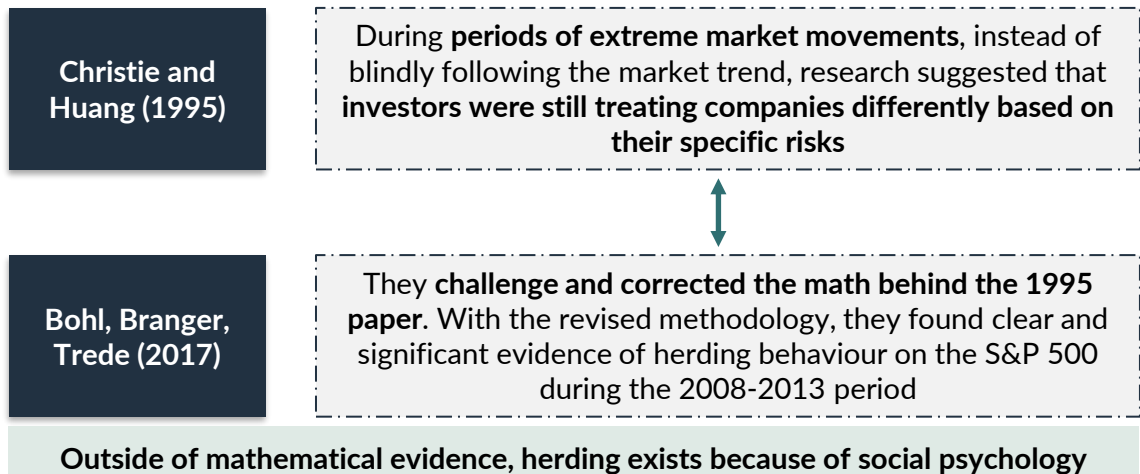 Christie and
Huang (1995)
During periods of extreme market movements, instead of
blindly following the market trend, research suggested that
investors were still treating companies differently based on
their specific risks
Bohl, Branger,
Trede (2017)
They challenge and corrected the math behind the 1995
paper. With the revised methodology, they found clear and
significant evidence of herding behaviour on the S&P 500
during the 2008-2013 period
Outside of mathematical evidence, herding exists because of social psychology